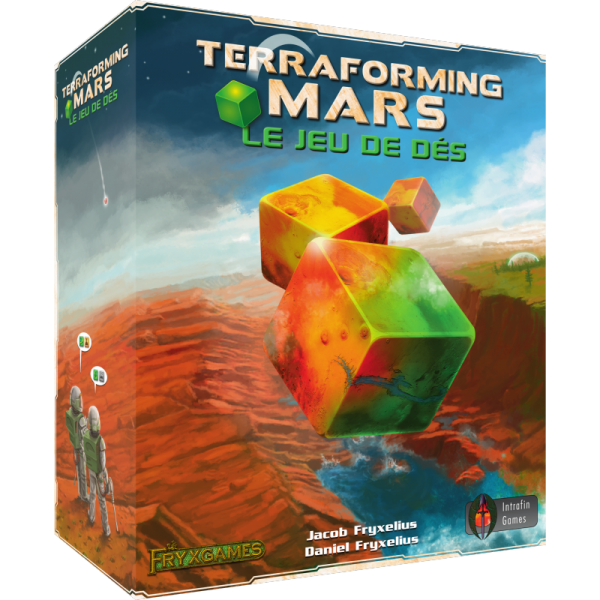 TERRAFORMING
MARS
LE JEU DE DÉS
TERRAFORMING
MARS
LE JEU DE DÉS
Jacob Fryxelius
Daniel Fryxelius
Intrafin
Games
FRYXGAMES